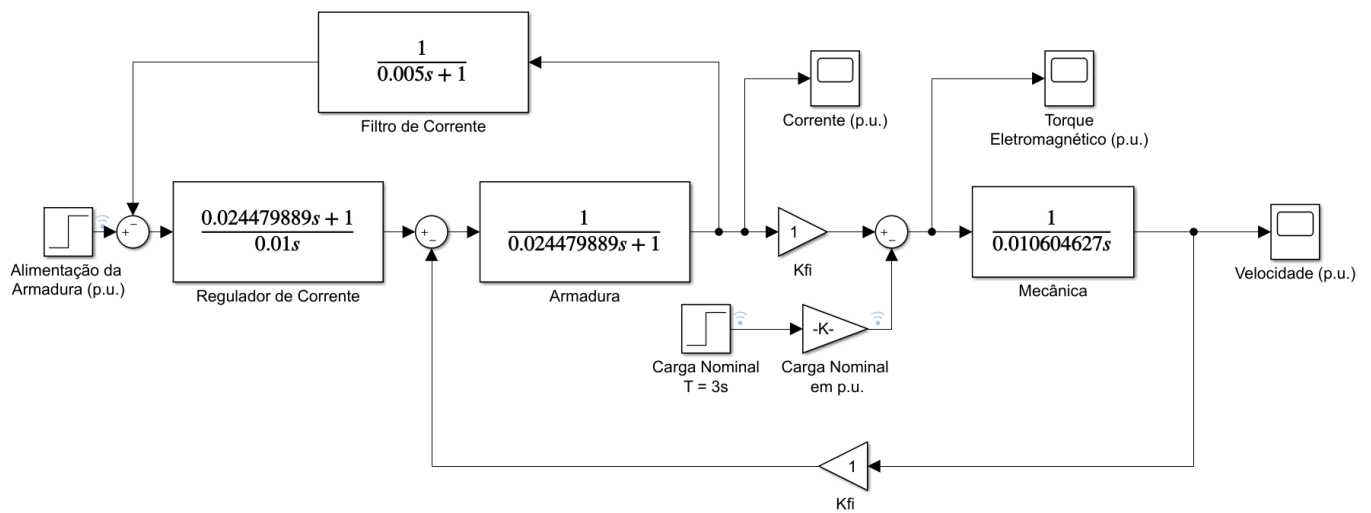 1
0.005s + 1
Filtro de Corrente
Corrente (p.u.)
Torque
Eletromagnético (p.u.)
Alimentação da
Armadura (p.u.)
0.024479889s + 1
0.01s
Regulador de Corrente
1
0.024479889s + 1
Armadura
1
Kfi
1
0.010604627s
Mecânica
Velocidade (p.u.)
Carga Nominal
T = 3s
-K-
Carga Nominal
em p.u.
1
Kfi